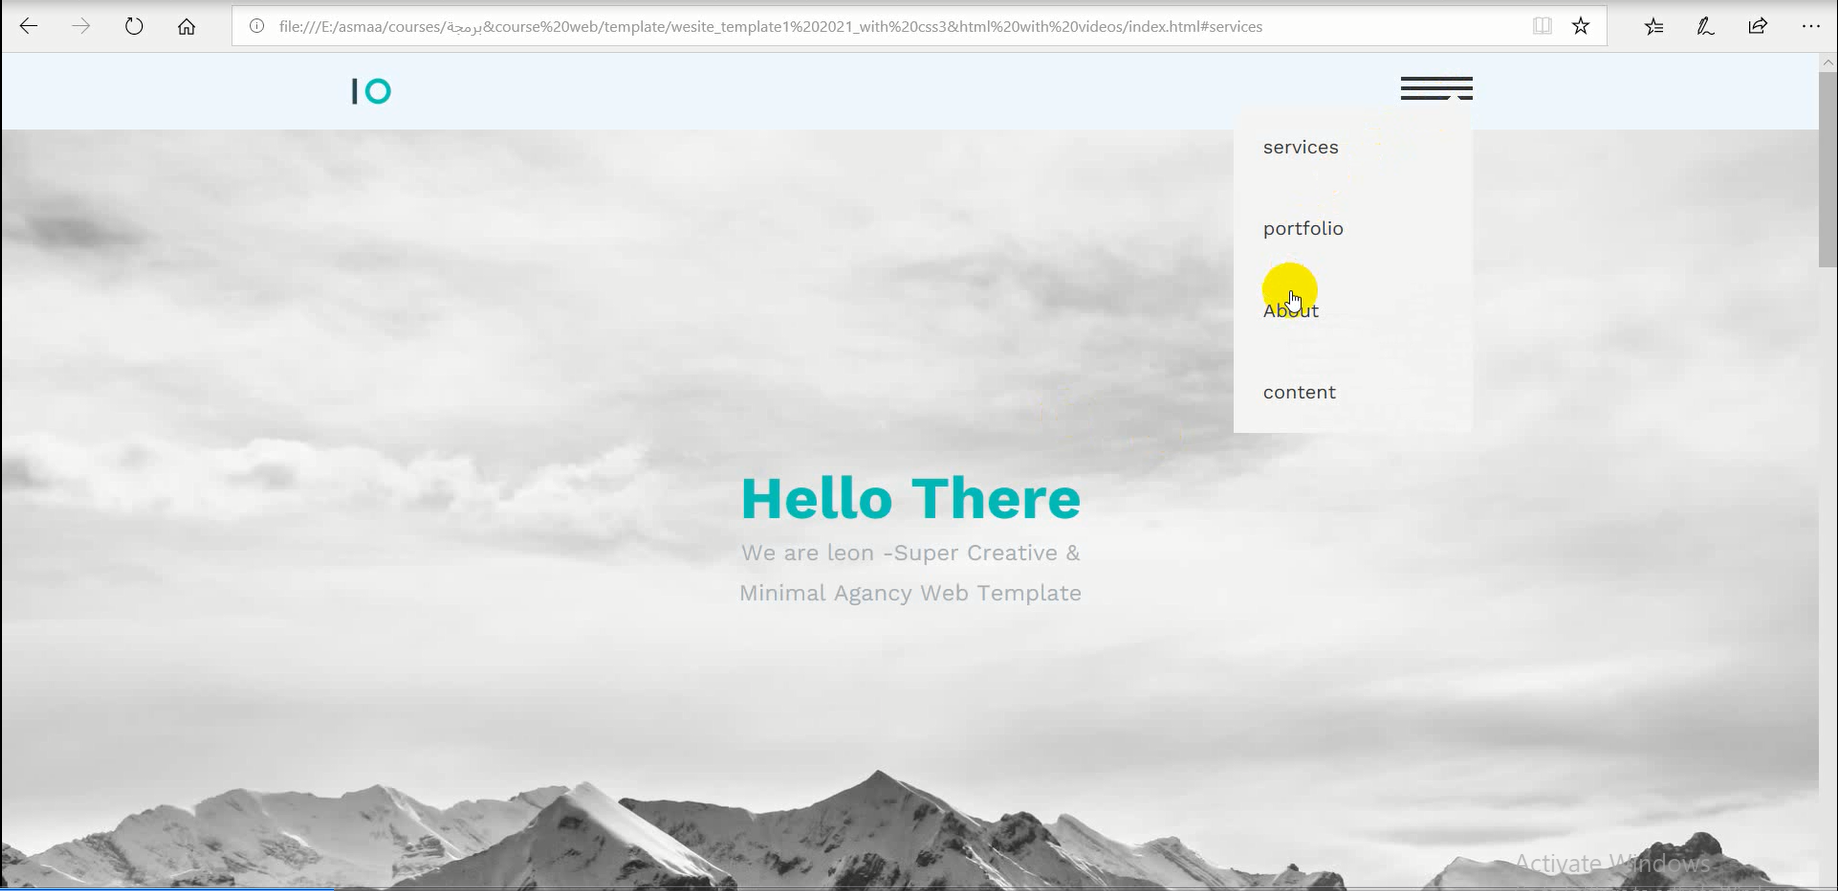 file:///E:/asmaa/courses/برمجة&course%20web/template/wesite_template1%202021_with%20css3&html%20with%20videos/index.html#services
IO
services
portfolio
About
content
Hello There
We are leon -Super Creative &
Minimal Agancy Web Template
Activate Windows